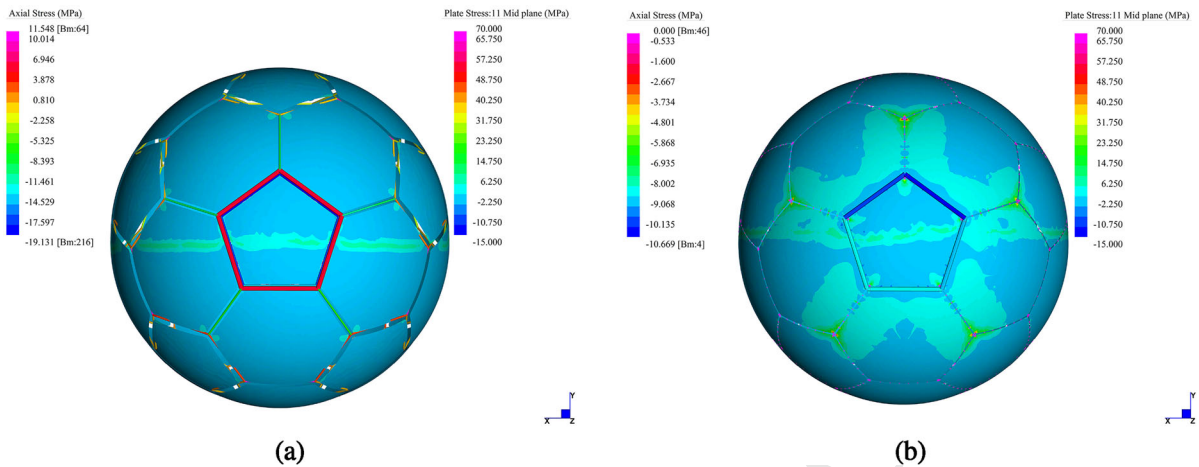 Axial Stress (MPa)
11.548 [Bm:64]
10.014
6.946
3.878
0.810
-2.258
-5.325
-8.393
-11.461
-14.529
-17.597
-19.131 [Bm:216]
Plate Stress:11 Mid plane (MPa)
70.000
65.750
57.250
48.750
40.250
31.750
23.250
14.750
6.250
-2.250
-10.750
-15.000
Y
X
Z
(a)
Axial Stress (MPa)
0.000 [Bm:46]
-0.533
-1.600
-2.667
-3.734
-4.801
-5.868
-6.935
-8.002
-9.068
-10.135
-10.669 [Bm:4]
Plate Stress:11 Mid plane (MPa)
70.000
65.750
57.250
48.750
40.250
31.750
23.250
14.750
6.250
-2.250
-10.750
-15.000
Y
X
Z
(b)